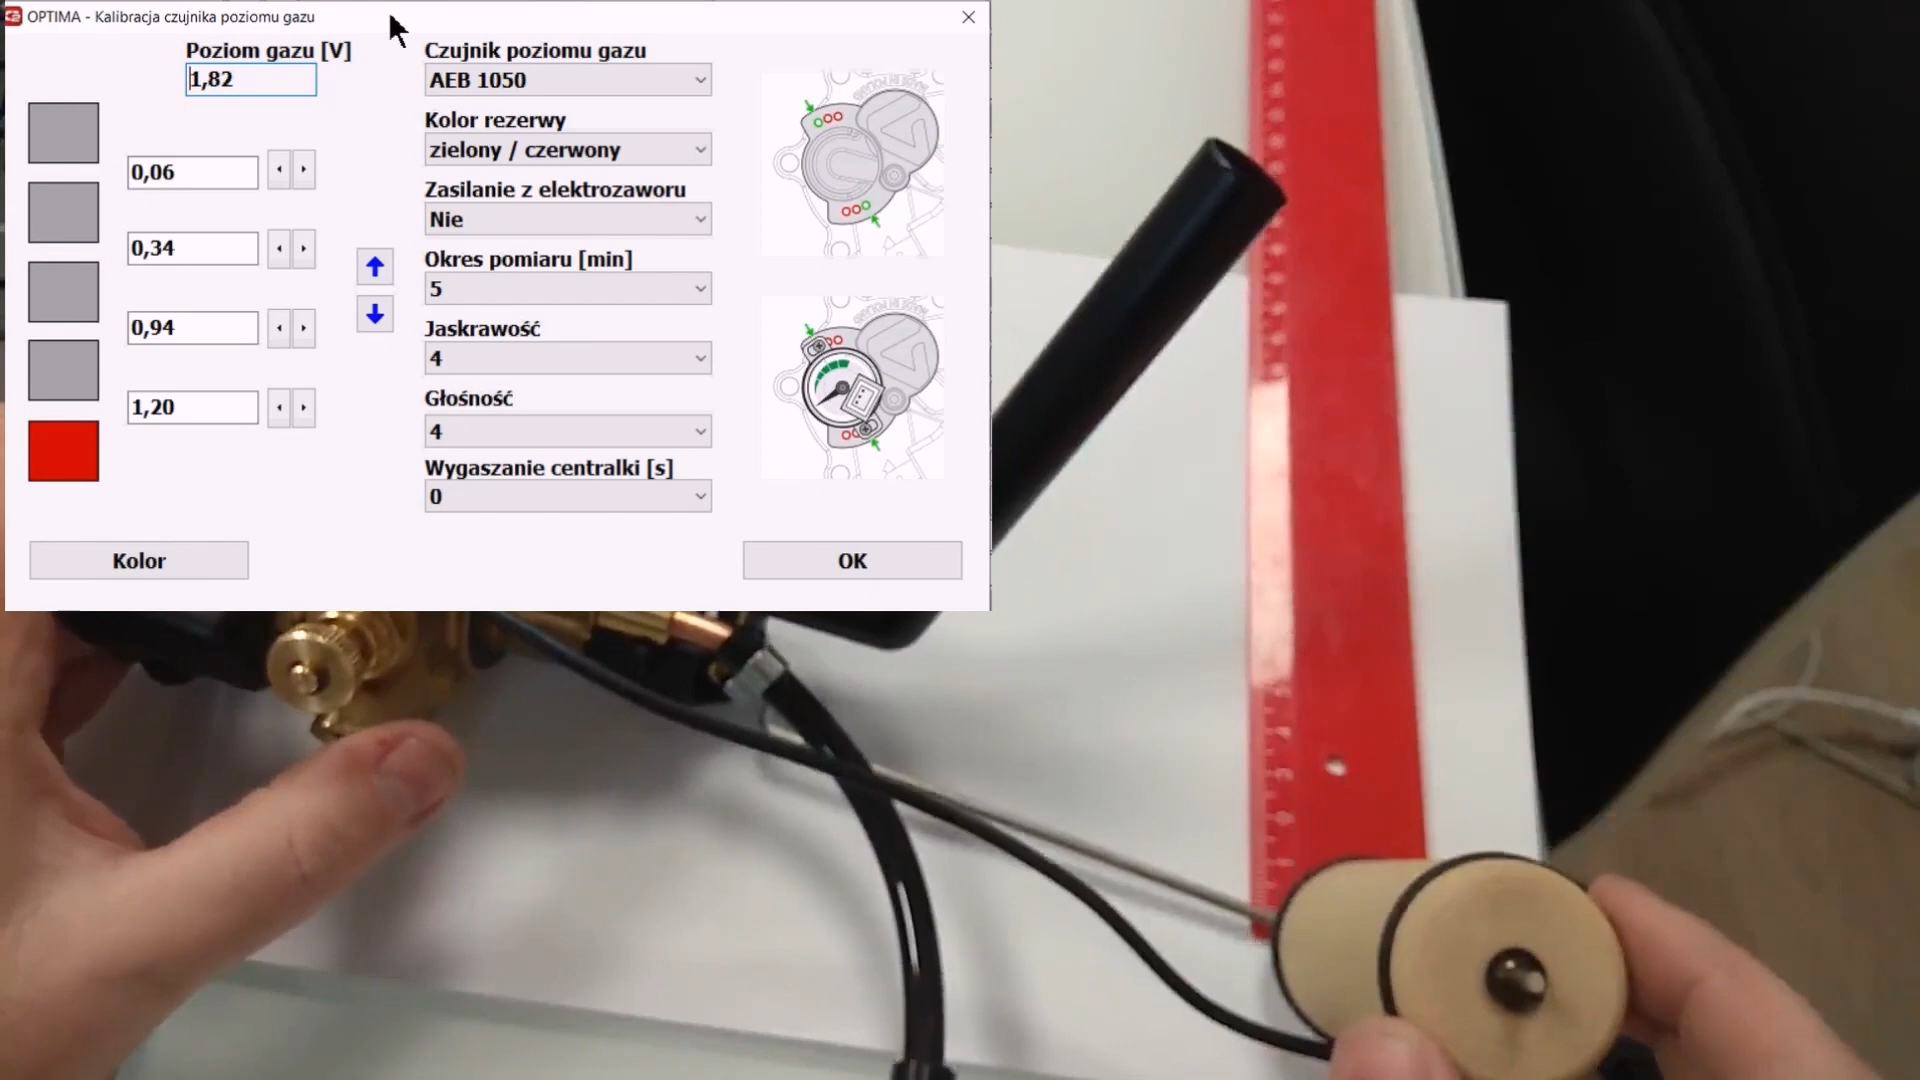 OPTIMA - Kalibracja czujnika poziomu gazu
Poziom gazu [V]
1,82
0,06
0,34
0,94
1,20
Kolor
Czujnik poziomu gazu
AEB 1050
Kolor rezerwy
zielony / czerwony
Zasilanie z elektrozaworu
Nie
Okres pomiaru [min]
5
Jaskrawość
4
Głośność
4
Wygaszanie centralki [s]
0
OK